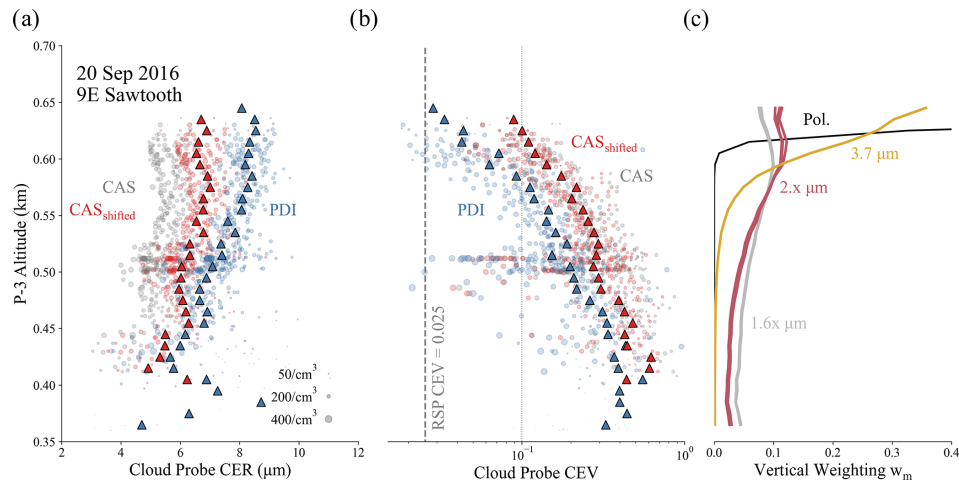 (a)
(b)
(c)
0.70
0.65
0.60
0.55
0.50
0.45
0.40
0.35
P-3 Altitude (km)
20 Sep 2016
9E Sawtooth
CAS
CAS_shifted
PDI
50/cm³
200/cm³
400/cm³
2 4 6 8 10 12
Cloud Probe CER (μm)
CAS_shifted
CAS
PDI
RSP CEV = 0.025
10⁻¹ 10⁰
Cloud Probe CEV
Pol.
3.7 μm
2.x μm
1.6x μm
0.0 0.1 0.2 0.3 0.4
Vertical Weighting w_m